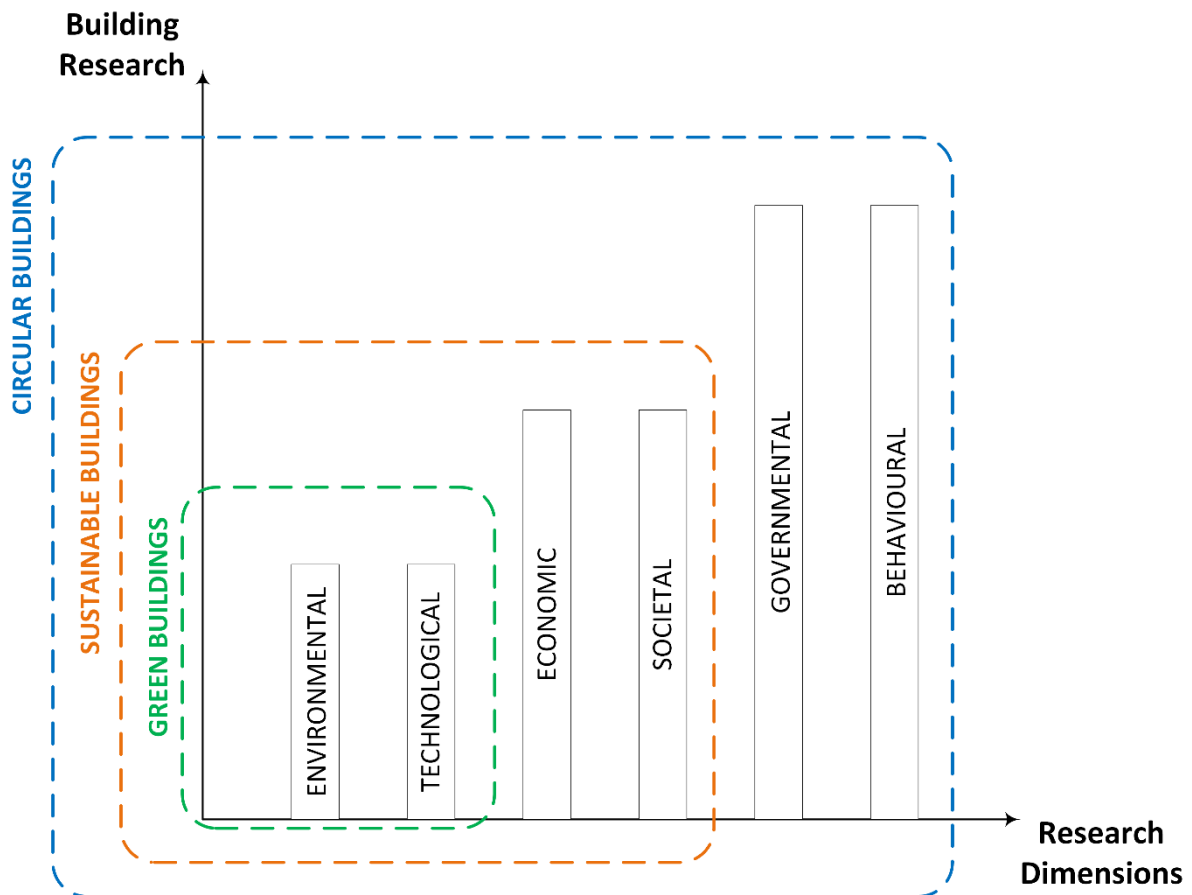 Building
Research
CIRCULAR BUILDINGS
SUSTAINABLE BUILDINGS
GREEN BUILDINGS
ENVIRONMENTAL
TECHNOLOGICAL
ECONOMIC
SOCIETAL
GOVERNMENTAL
BEHAVIOURAL
Research
Dimensions